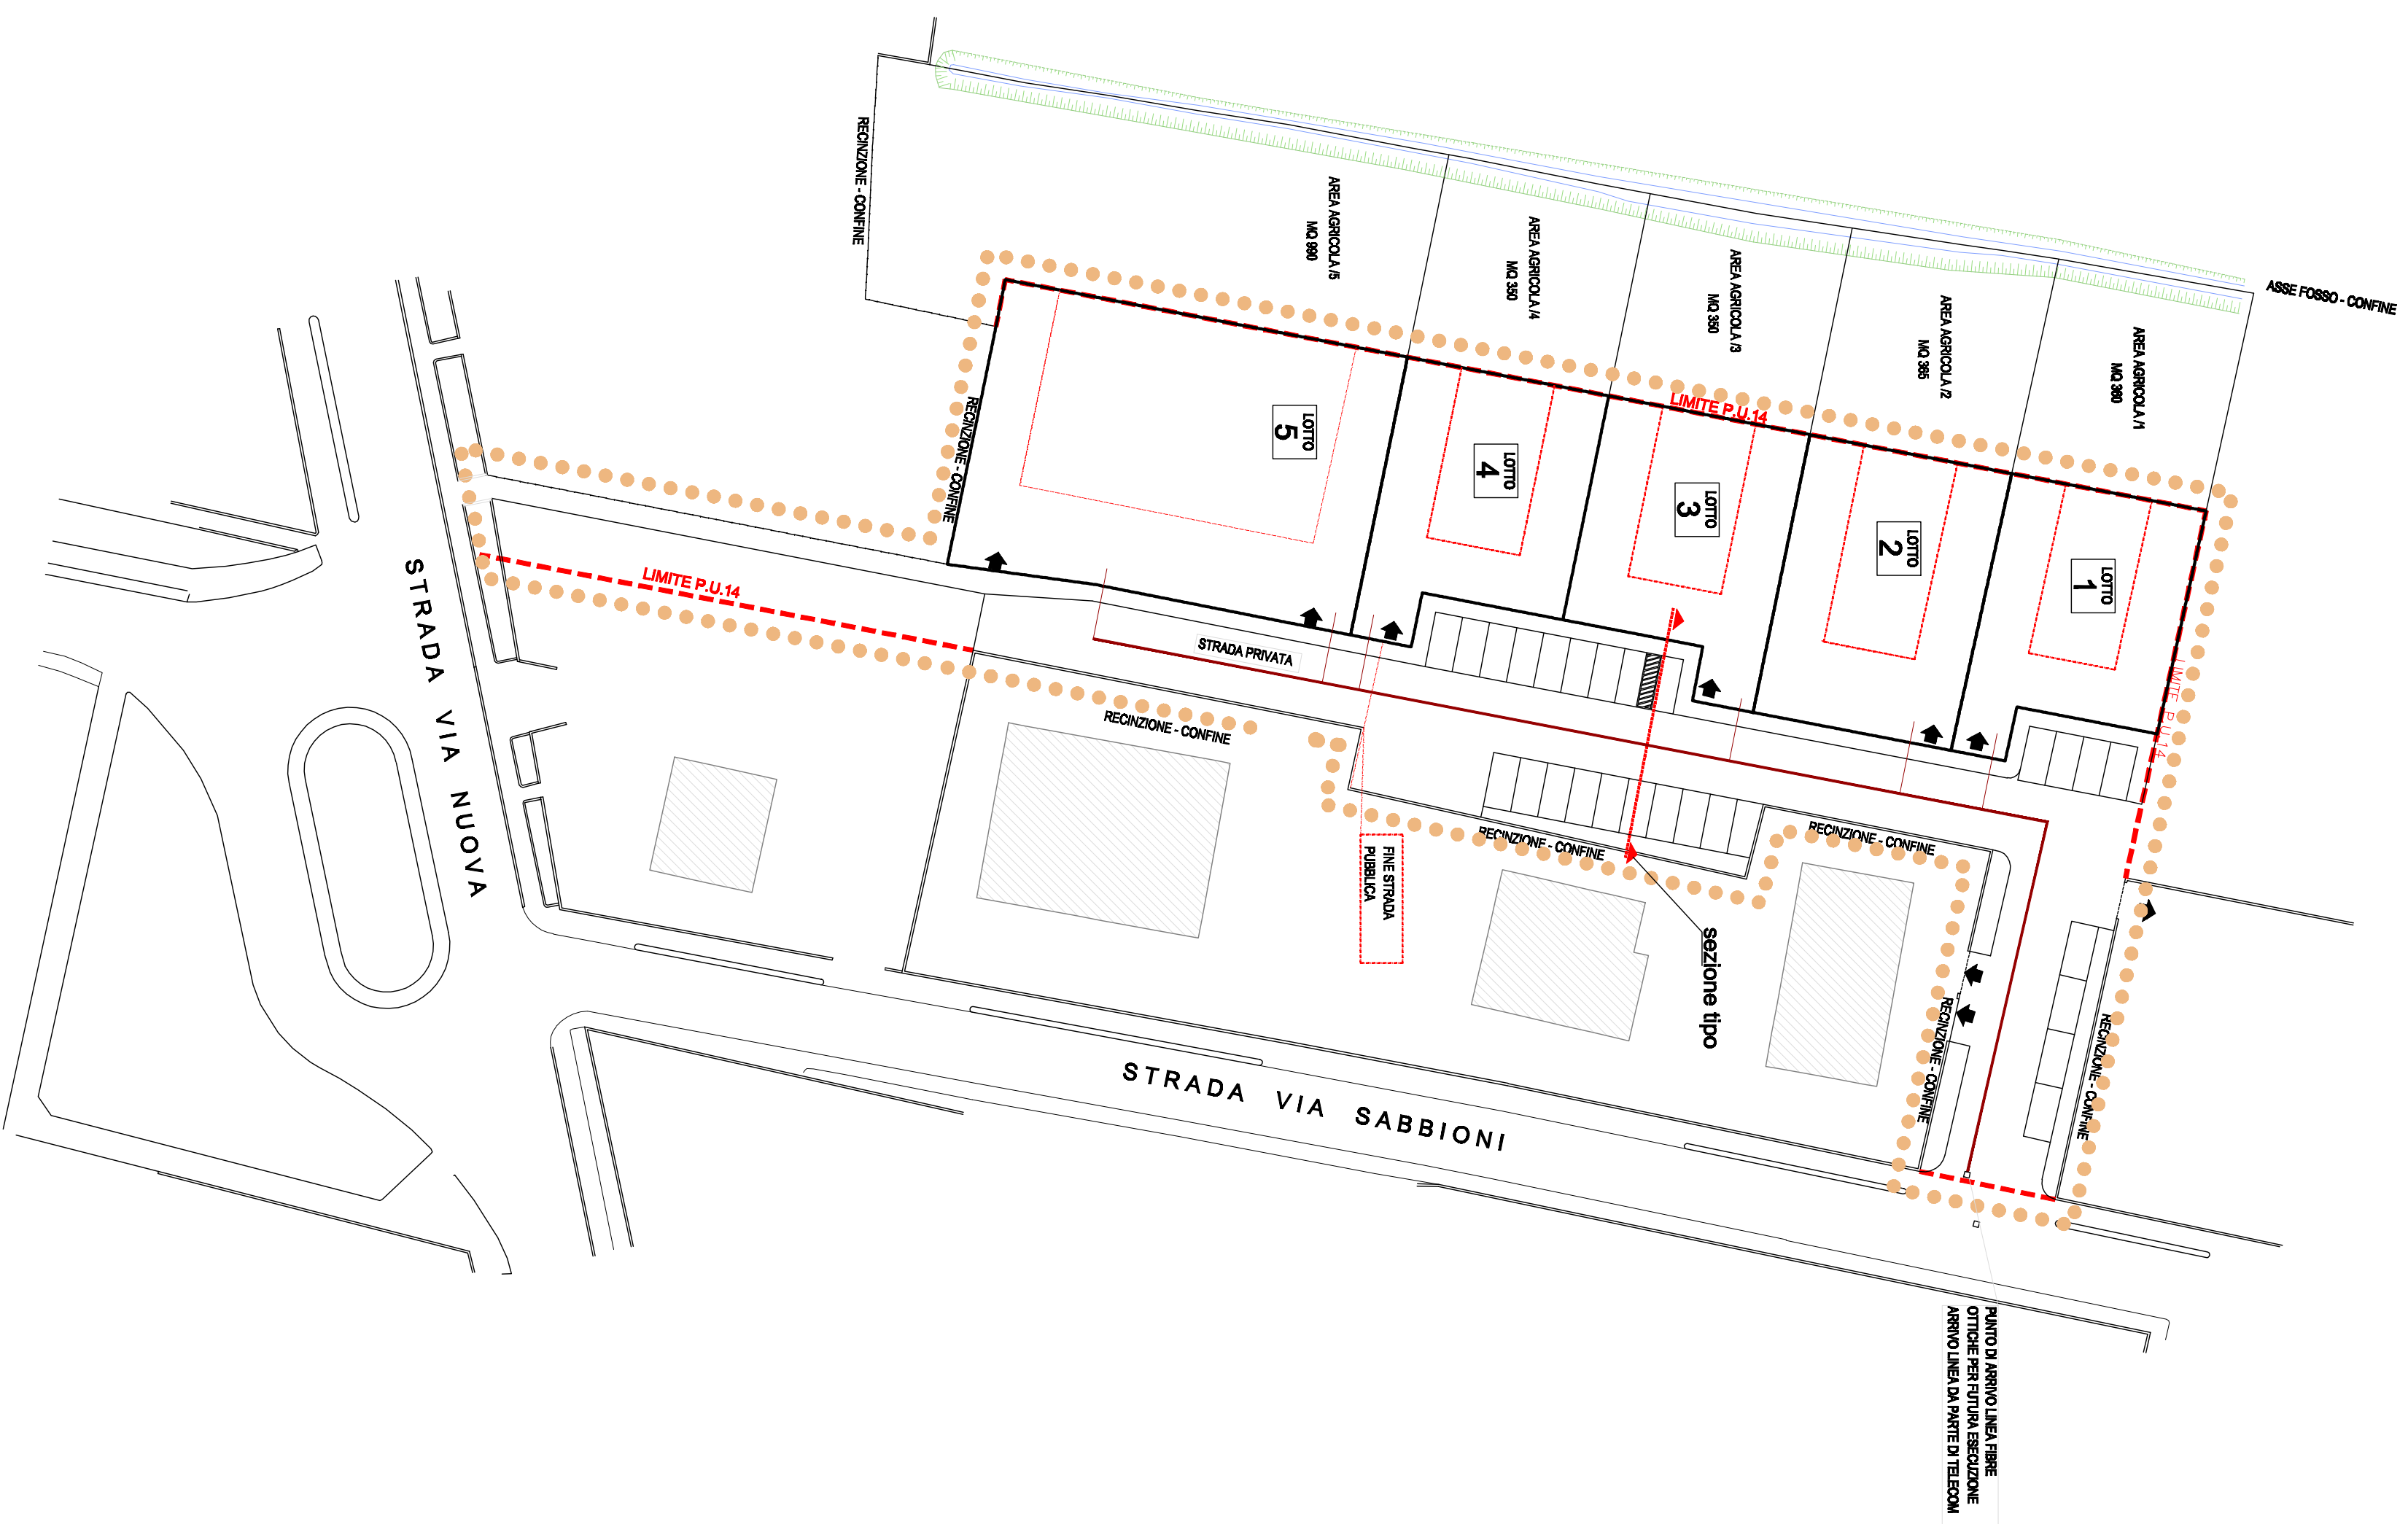 ASSE FOSSO - CONFINE
RECINZIONE - CONFINE
AREA AGRICOLA /5
MQ 990
AREA AGRICOLA /4
MQ 350
AREA AGRICOLA /3
MQ 350
AREA AGRICOLA /2
MQ 365
AREA AGRICOLA /1
MQ 360
LIMITE P.U.14
LOTTO
5
LOTTO
4
LOTTO
3
LOTTO
2
LOTTO
1
RECINZIONE - CONFINE
LIMITE P.U.14
LIMITE P.U.14
STRADA PRIVATA
RECINZIONE - CONFINE
RECINZIONE - CONFINE
RECINZIONE - CONFINE
FINE STRADA
PUBBLICA
sezione tipo
RECINZIONE - CONFINE
RECINZIONE - CONFINE
STRADA VIA NUOVA
STRADA VIA SABBIONI
PUNTO DI ARRIVO LINEA FIBRE
OTTICHE PER FUTURA ESECUZIONE
ARRIVO LINEA DA PARTE DI TELECOM